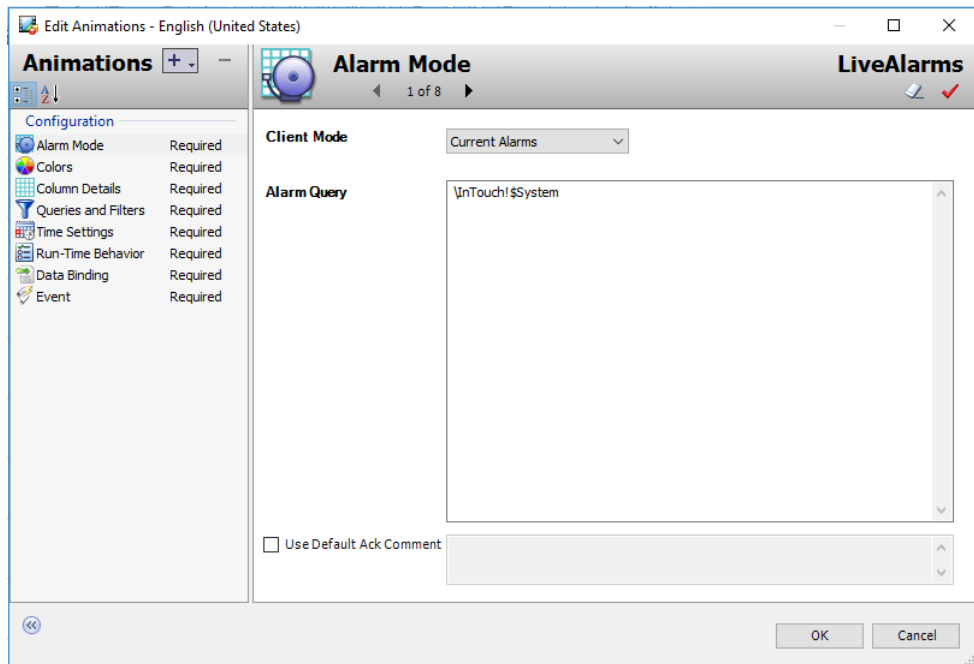 Edit Animations - English (United States)
Animations
Alarm Mode
LiveAlarms
1 of 8
Configuration
Alarm Mode Required
Colors Required
Column Details Required
Queries and Filters Required
Time Settings Required
Run-Time Behavior Required
Data Binding Required
Event Required
Client Mode
Current Alarms
Alarm Query
\InTouch!$System
Use Default Ack Comment
OK
Cancel